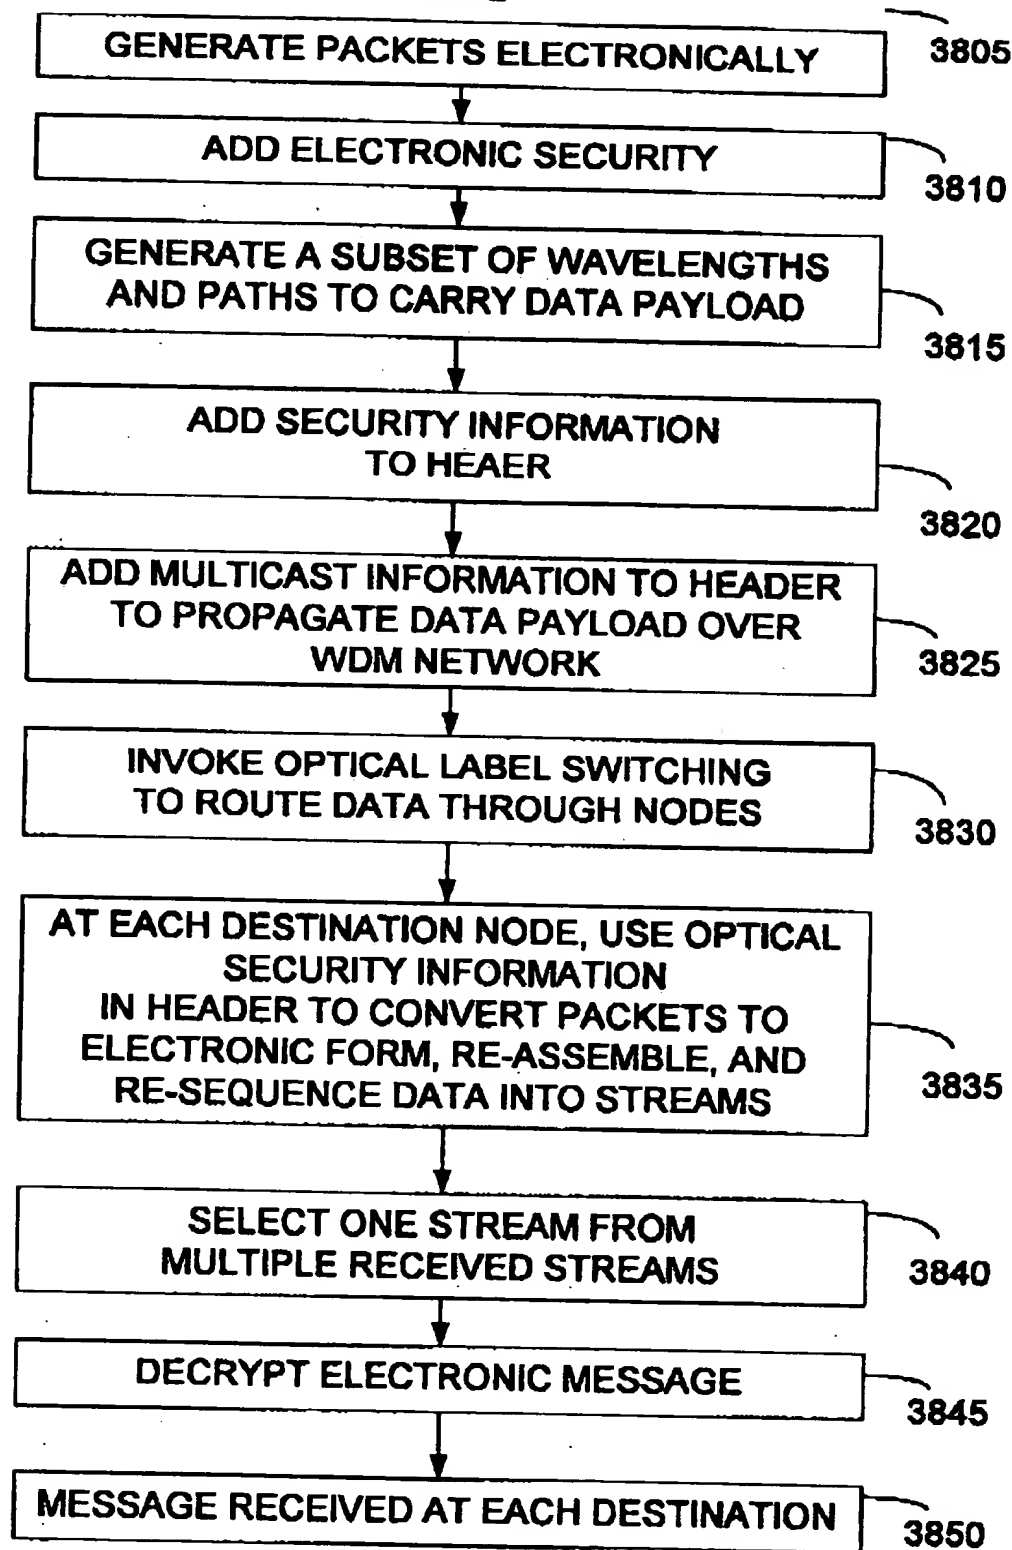 GENERATE PACKETS ELECTRONICALLY
3805
ADD ELECTRONIC SECURITY
3810
GENERATE A SUBSET OF WAVELENGTHS
AND PATHS TO CARRY DATA PAYLOAD
3815
ADD SECURITY INFORMATION
TO HEAER
3820
ADD MULTICAST INFORMATION TO HEADER
TO PROPAGATE DATA PAYLOAD OVER
WDM NETWORK
3825
INVOKE OPTICAL LABEL SWITCHING
TO ROUTE DATA THROUGH NODES
3830
AT EACH DESTINATION NODE, USE OPTICAL
SECURITY INFORMATION
IN HEADER TO CONVERT PACKETS TO
ELECTRONIC FORM, RE-ASSEMBLE, AND
RE-SEQUENCE DATA INTO STREAMS
3835
SELECT ONE STREAM FROM
MULTIPLE RECEIVED STREAMS
3840
DECRYPT ELECTRONIC MESSAGE
3845
MESSAGE RECEIVED AT EACH DESTINATION
3850